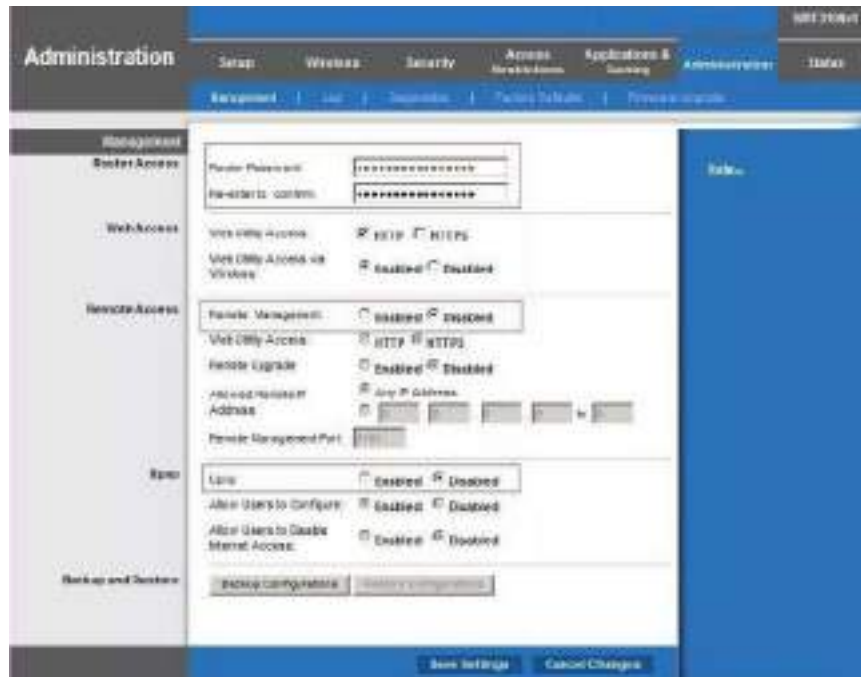 WRT310Nv2
Administration
Setup Wireless Security Access Restrictions Applications & Gaming Administration Status
Management | Log | Diagnostics | Factory Defaults | Firmware Upgrade
Management
Router Access
Router Password:
Re-enter to confirm:
Web Access
Web Utility Access: HTTP HTTPS
Web Utility Access via Wireless: Enabled Disabled
Remote Access
Remote Management: Enabled Disabled
Web Utility Access: HTTP HTTPS
Remote Upgrade: Enabled Disabled
Allowed Remote IP Address: Any IP Address
to
Remote Management Port:
Upnp
Upnp: Enabled Disabled
Allow Users to Configure: Enabled Disabled
Allow Users to Disable Internet Access: Enabled Disabled
Backup and Restore
Backup Configurations Restore Configurations
Save Settings Cancel Changes